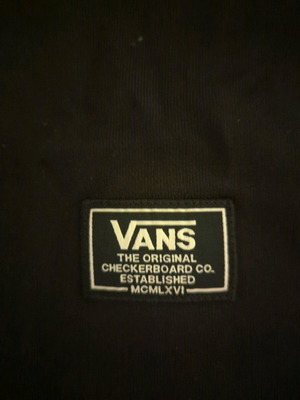 VANS
THE ORIGINAL
CHECKERBOARD CO.
ESTABLISHED
MCMLXVI